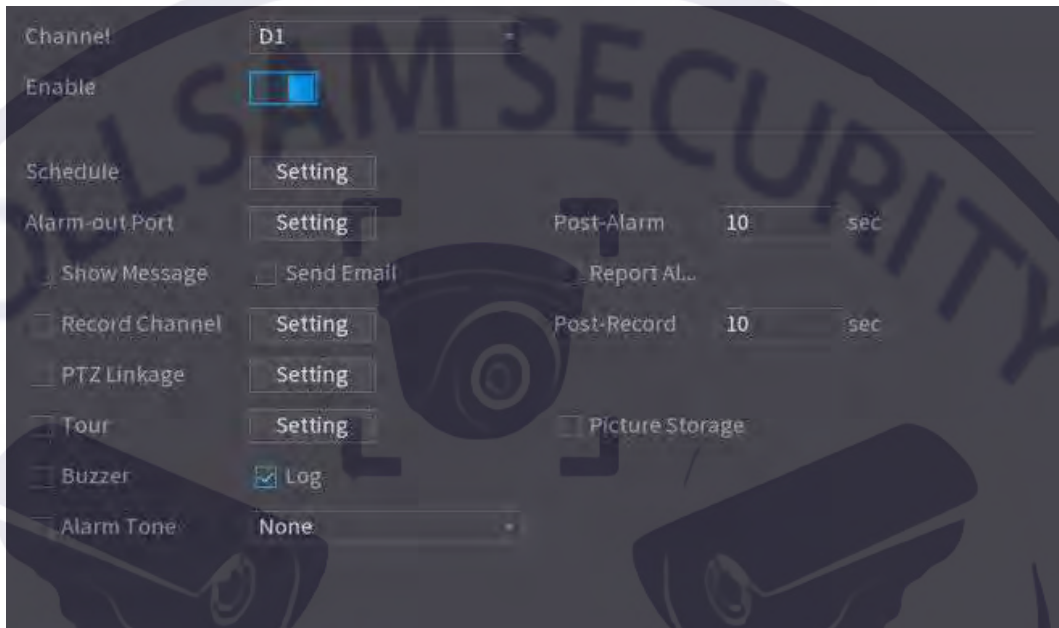 Channel D1
Enable
Schedule Setting
Alarm-out Port Setting Post-Alarm 10 sec
Show Message Send Email Report Al...
Record Channel Setting Post-Record 10 sec
PTZ Linkage Setting
Tour Setting Picture Storage
Buzzer Log
Alarm Tone None
SAM SECURITY